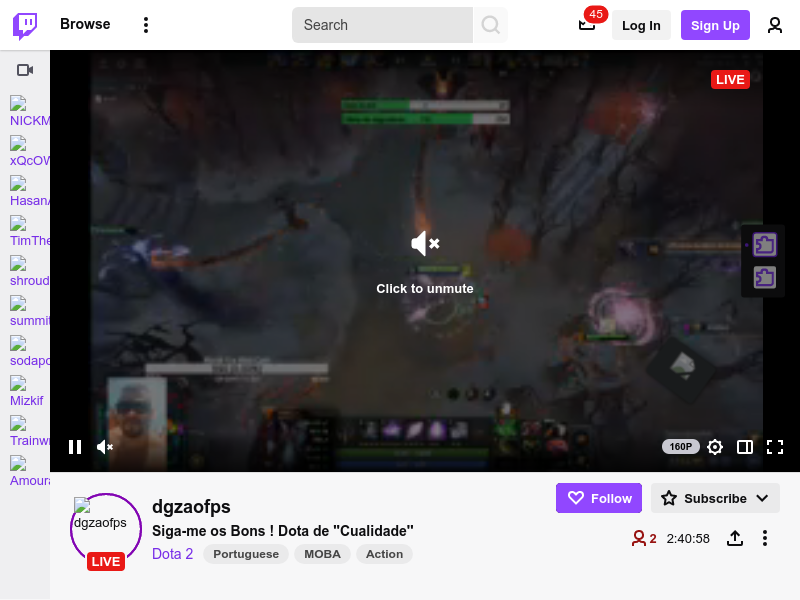 Browse
Search
45
Log In
Sign Up
LIVE
NICKM
xQcOW
HasanA
TimThe
shroud
summit
sodapo
Mizkif
Trainw
Amoura
Click to unmute
160P
dgzaofps
LIVE
dgzaofps
Siga-me os Bons ! Dota de "Cualidade"
Dota 2
Portuguese
MOBA
Action
Follow
Subscribe
2
2:40:58